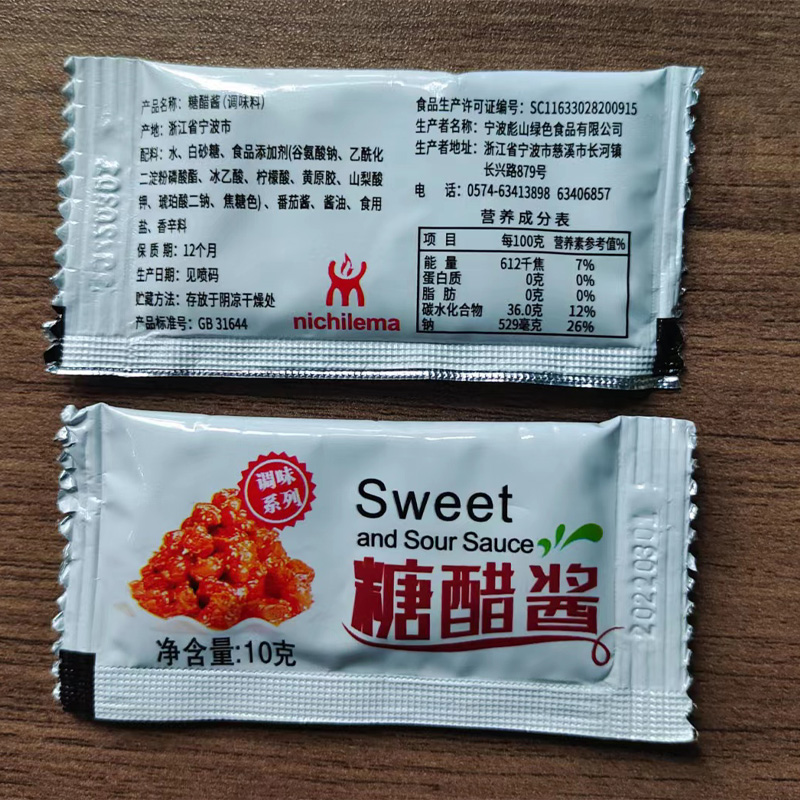 产品名称：糖醋酱(调味料)
产地：浙江省宁波市
配料：水、白砂糖、食品添加剂(谷氨酸钠、乙酰化
二淀粉磷酸酯、冰乙酸、柠檬酸、黄原胶、山梨酸
钾、琥珀酸二钠、焦糖色)、番茄酱、酱油、食用
盐、香辛料
保 质 期：12个月
生产日期：见喷码
贮藏方法：存放于阴凉干燥处
产品标准号：GB 31644
nichilema
食品生产许可证编号：SC11633028200915
生产者名称：宁波彪山绿色食品有限公司
生产者地址：浙江省宁波市慈溪市长河镇
长兴路879号
电 话：0574-63413898 63406857
营养成分表
项 目 每100克 营养素参考值%
能 量 612千焦 7%
蛋白质 0克 0%
脂 肪 0克 0%
碳水化合物 36.0克 12%
钠 529毫克 26%
调味
系列
Sweet
and Sour Sauce
糖醋酱
净含量:10克
20220301